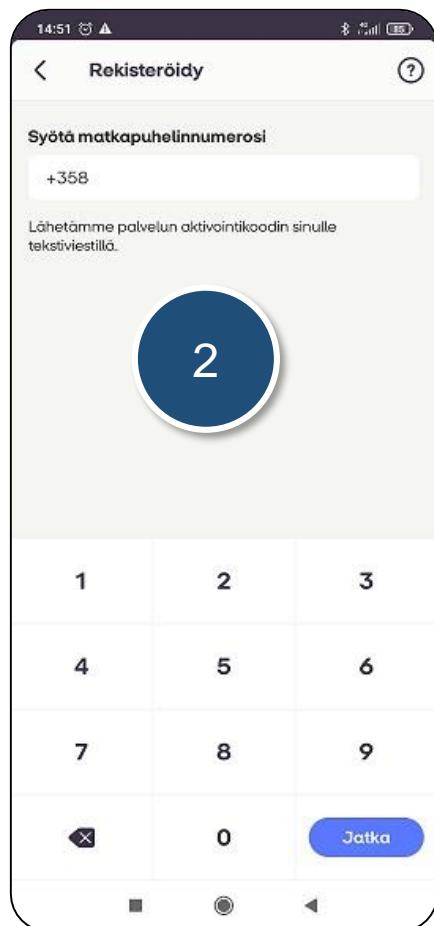 14:51
85
Rekisteröidy
?
Syötä matkapuhelinnumerosi
+358
Lähetämme palvelun aktivointikoodin sinulle
tekstiviestillä.
2
1 2 3
4 5 6
7 8 9
0 Jatka